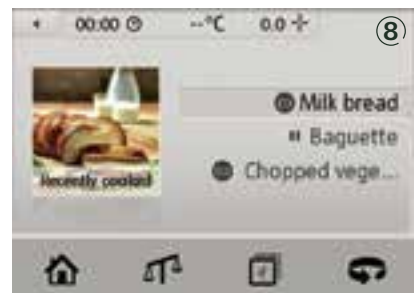 00:00 --°C 0.0
⑧
Milk bread
Baguette
Chopped vege...
Recently cooked